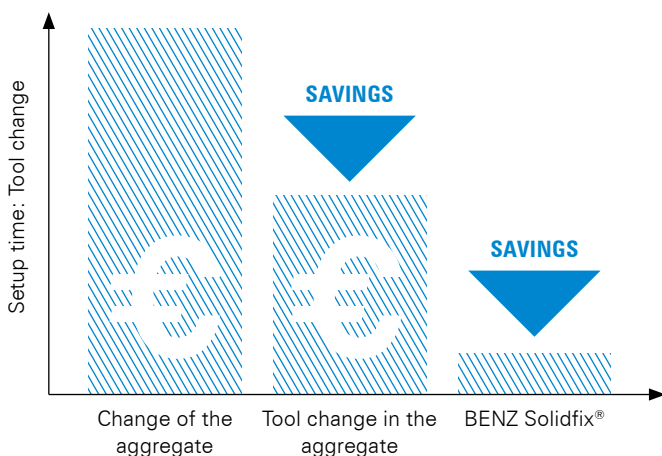 Setup time: Tool change
SAVINGS
SAVINGS
€
€
Change of the
aggregate
Tool change in the
aggregate
BENZ Solidfix®